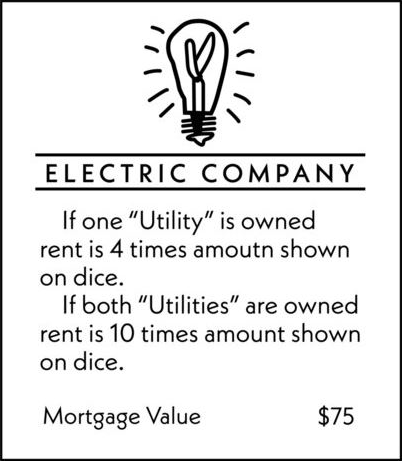 ELECTRIC COMPANY
If one "Utility" is owned
rent is 4 times amoutn shown
on dice.
If both "Utilities" are owned
rent is 10 times amount shown
on dice.
Mortgage Value $75